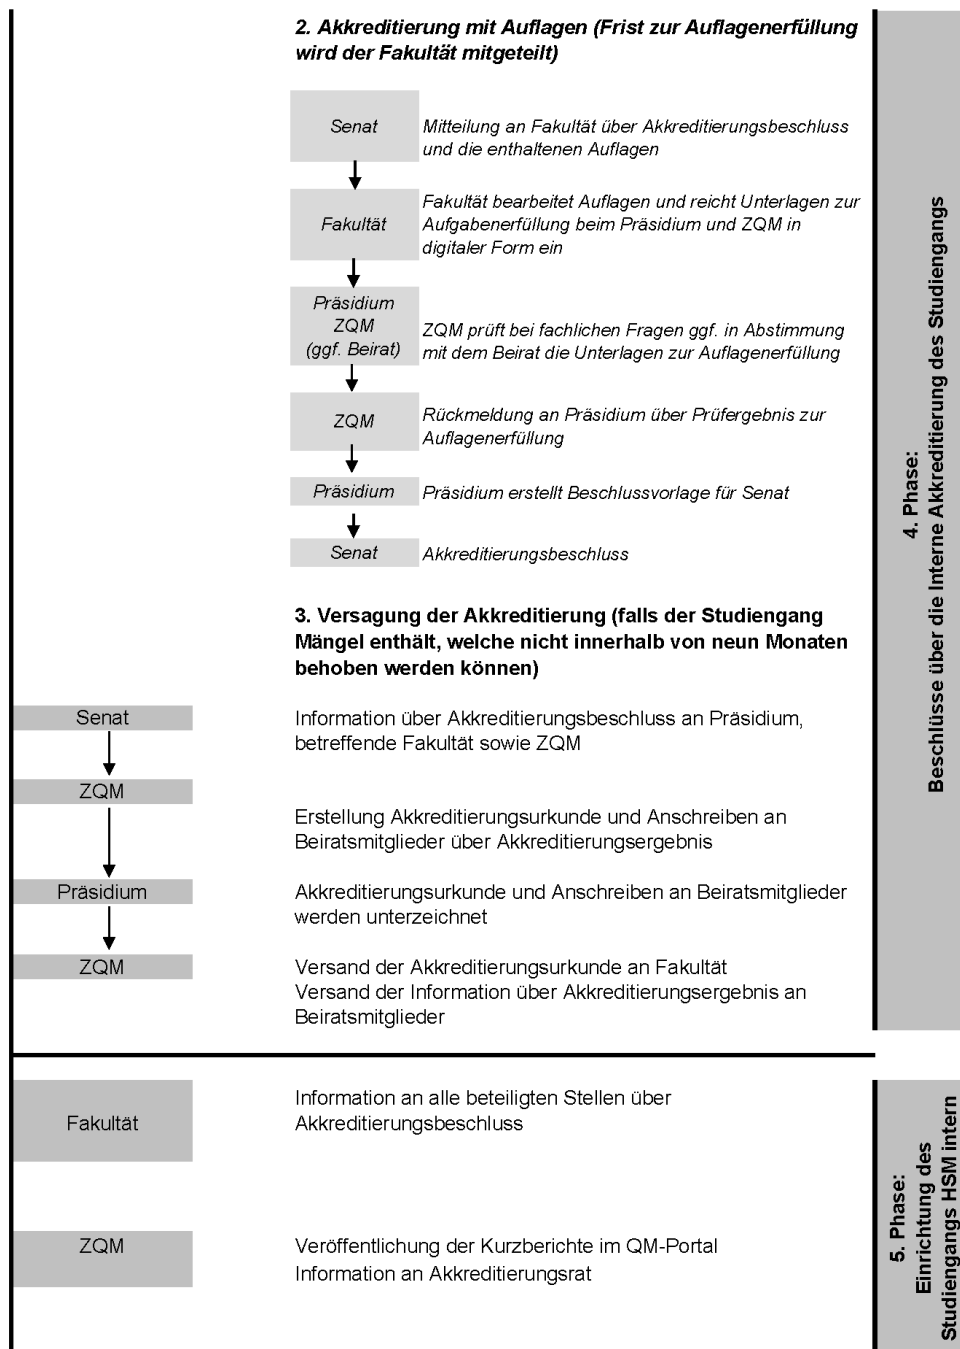 2. Akkreditierung mit Auflagen (Frist zur Auflagenerfüllung
wird der Fakultät mitgeteilt)
Senat
Mitteilung an Fakultät über Akkreditierungsbeschluss
und die enthaltenen Auflagen
Fakultät
Fakultät bearbeitet Auflagen und reicht Unterlagen zur
Aufgabenerfüllung beim Präsidium und ZQM in
digitaler Form ein
Präsidium
ZQM
(ggf. Beirat)
ZQM prüft bei fachlichen Fragen ggf. in Abstimmung
mit dem Beirat die Unterlagen zur Auflagenerfüllung
ZQM
Rückmeldung an Präsidium über Prüfergebnis zur
Auflagenerfüllung
Präsidium
Präsidium erstellt Beschlussvorlage für Senat
Senat
Akkreditierungsbeschluss
3. Versagung der Akkreditierung (falls der Studiengang
Mängel enthält, welche nicht innerhalb von neun Monaten
behoben werden können)
Senat
Information über Akkreditierungsbeschluss an Präsidium,
betreffende Fakultät sowie ZQM
ZQM
Erstellung Akkreditierungsurkunde und Anschreiben an
Beiratsmitglieder über Akkreditierungsergebnis
Präsidium
Akkreditierungsurkunde und Anschreiben an Beiratsmitglieder
werden unterzeichnet
ZQM
Versand der Akkreditierungsurkunde an Fakultät
Versand der Information über Akkreditierungsergebnis an
Beiratsmitglieder
4. Phase:
Beschlüsse über die Interne Akkreditierung des Studiengangs
Fakultät
Information an alle beteiligten Stellen über
Akkreditierungsbeschluss
ZQM
Veröffentlichung der Kurzberichte im QM-Portal
Information an Akkreditierungsrat
5. Phase:
Einrichtung des
Studiengangs HSM intern